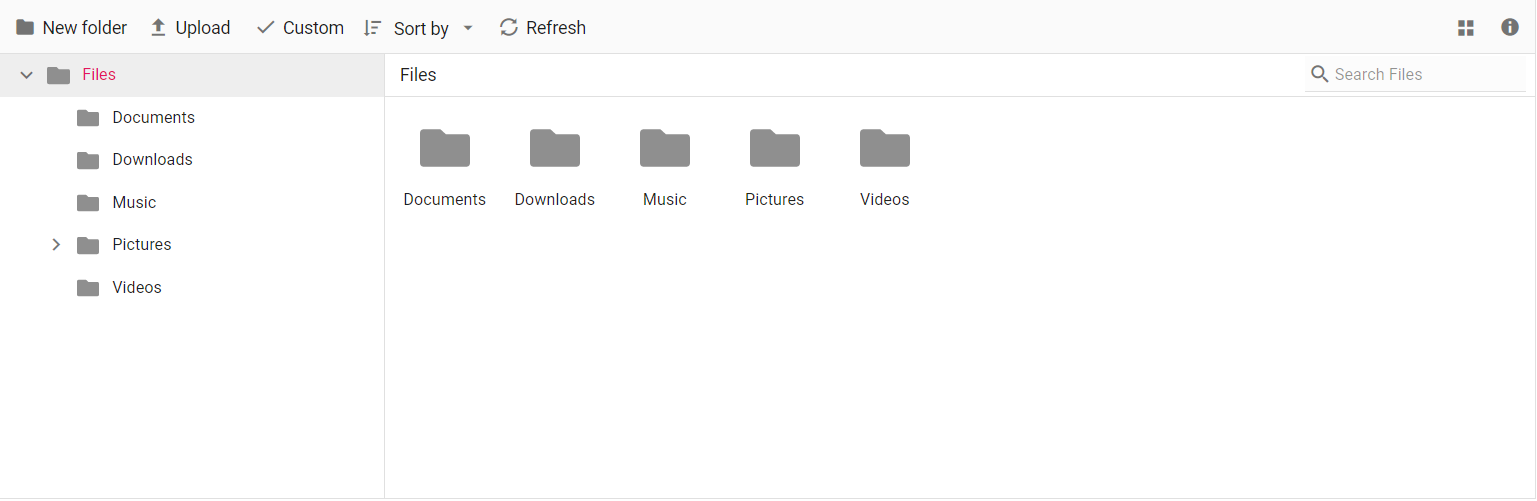 New folder Upload Custom Sort by Refresh
Files
Documents
Downloads
Music
Pictures
Videos
Files Search Files
Documents Downloads Music Pictures Videos